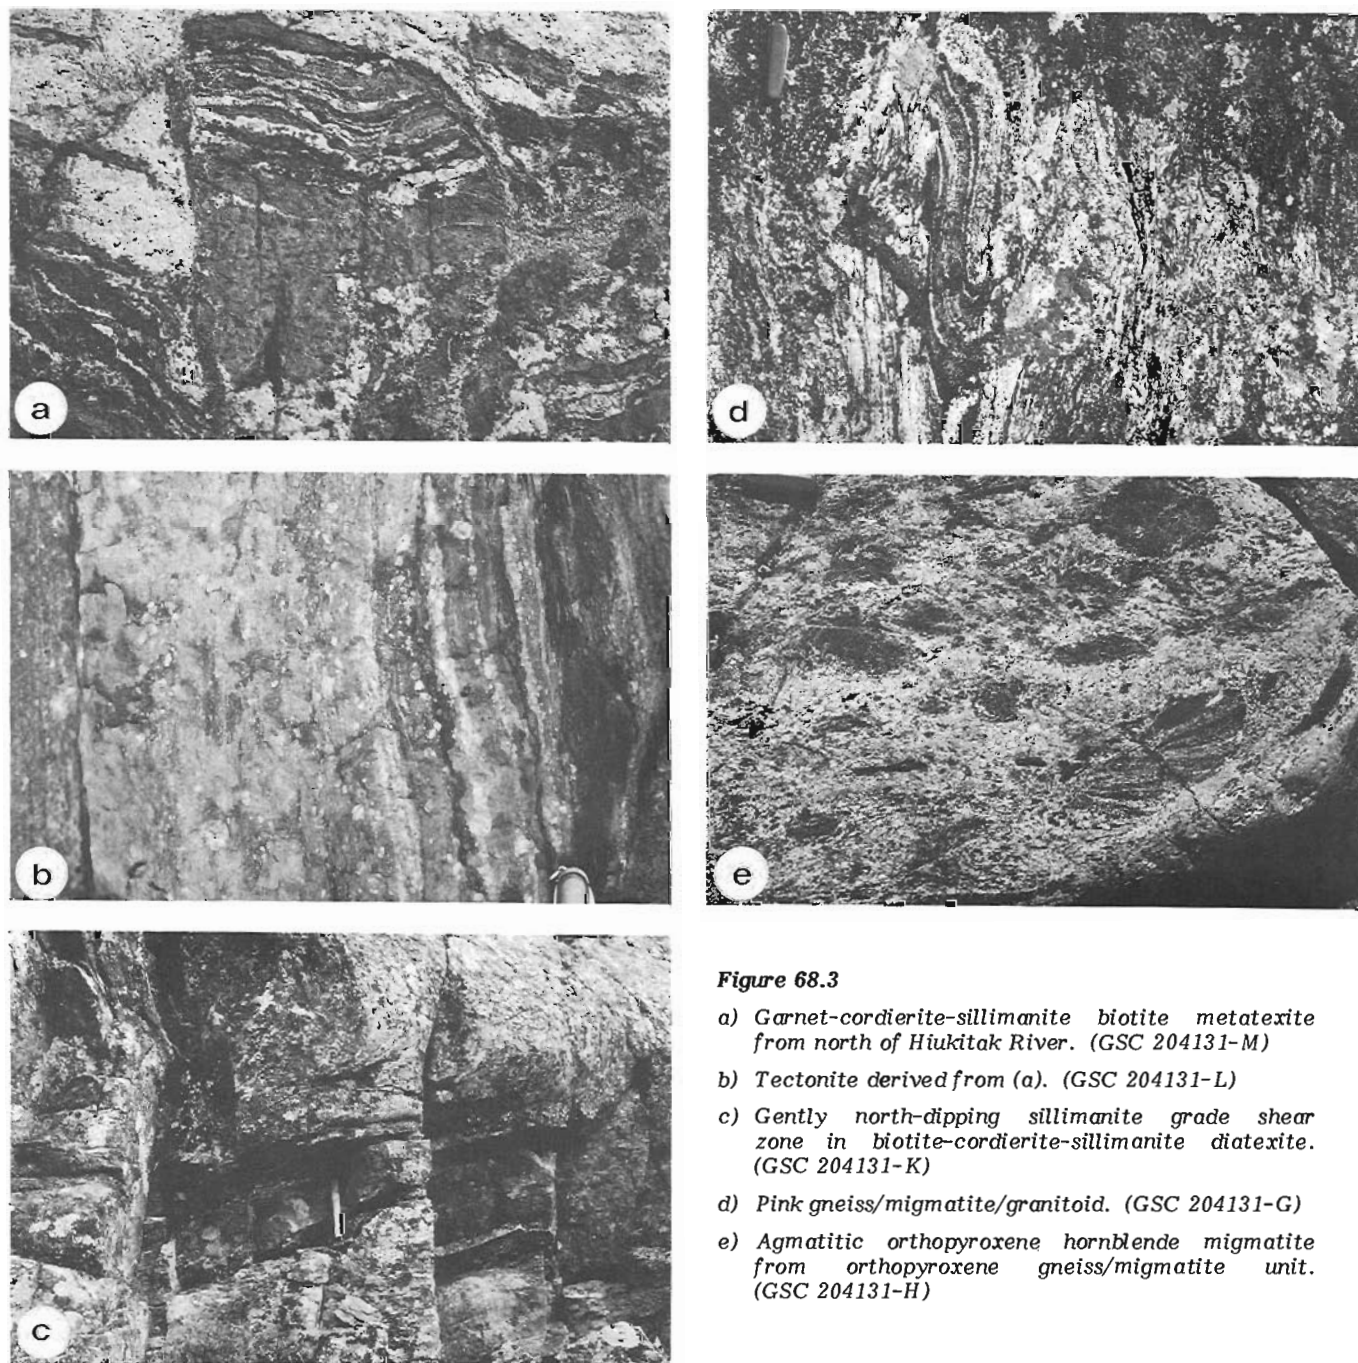 a
d
b
e
c
Figure 68.3
a) Garnet-cordierite-sillimanite biotite metatexite
from north of Hiukitak River. (GSC 204131-M)
b) Tectonite derived from (a). (GSC 204131-L)
c) Gently north-dipping sillimanite grade shear
zone in biotite-cordierite-sillimanite diatexite.
(GSC 204131-K)
d) Pink gneiss/migmatite/granitoid. (GSC 204131-G)
e) Agmatitic orthopyroxene hornblende migmatite
from orthopyroxene gneiss/migmatite unit.
(GSC 204131-H)